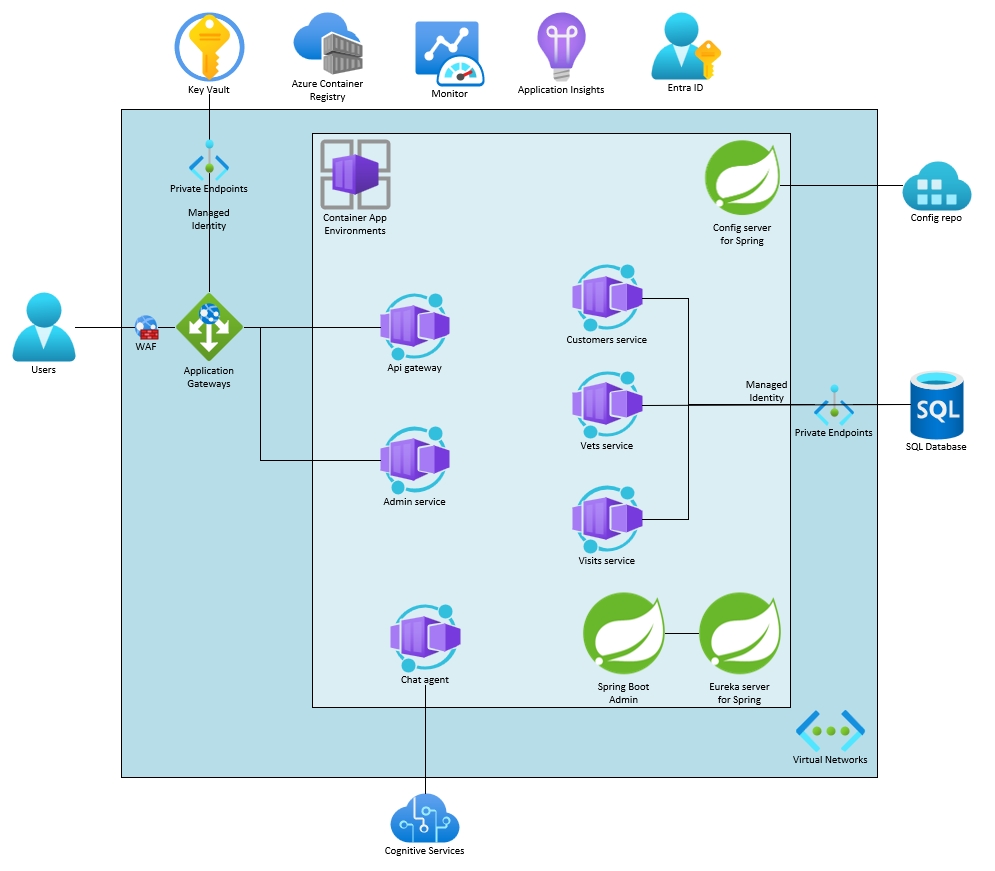 Key Vault
Azure Container
Registry
Monitor
Application Insights
Entra ID
Private Endpoints
Managed
Identity
Container App
Environments
Config server
for Spring
Config repo
Users
WAF
Application
Gateways
Api gateway
Customers service
Managed
Identity
Private Endpoints
SQL
SQL Database
Vets service
Admin service
Visits service
Chat agent
Spring Boot
Admin
Eureka server
for Spring
Virtual Networks
Cognitive Services